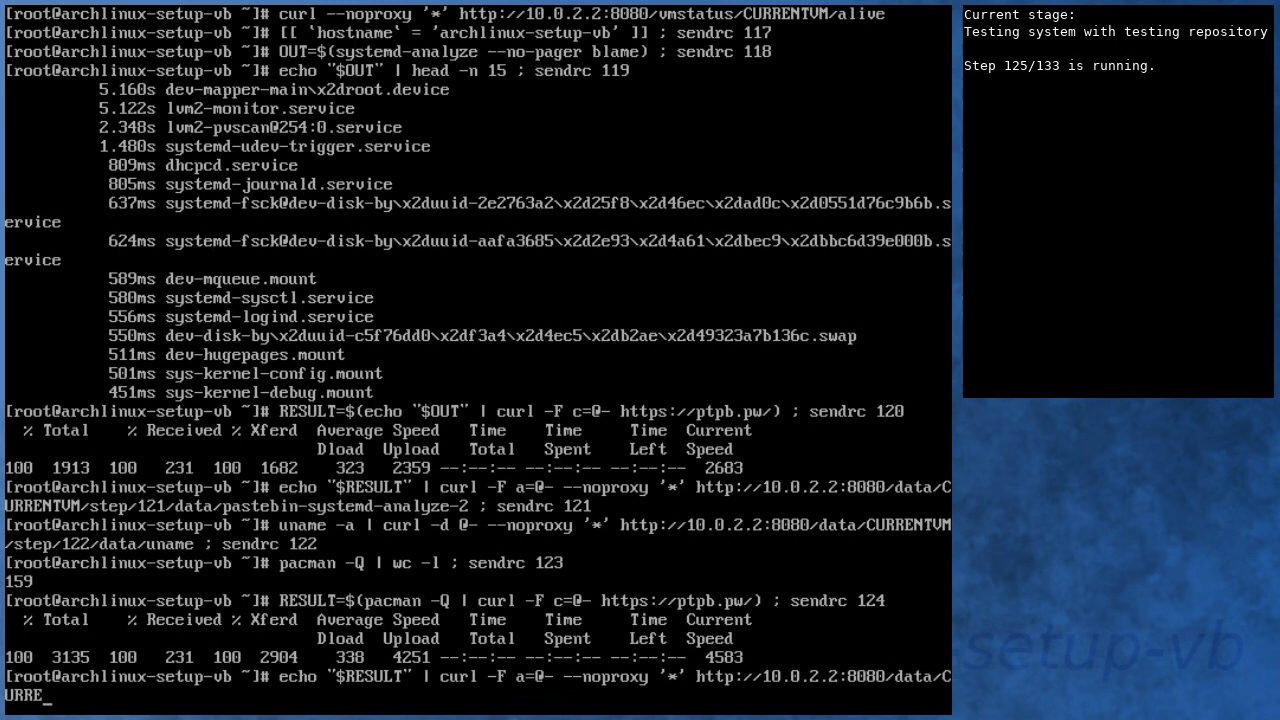 [root@archlinux-setup-vb ~]# curl --noproxy '*' http://10.0.2.2:8080/vmstatus/CURRENTVM/alive
[root@archlinux-setup-vb ~]# [[ `hostname` = 'archlinux-setup-vb' ]] ; sendrc 117
[root@archlinux-setup-vb ~]# OUT=$(systemd-analyze --no-pager blame) ; sendrc 118
[root@archlinux-setup-vb ~]# echo "$OUT" | head -n 15 ; sendrc 119
5.160s dev-mapper-main\x2droot.device
5.122s lvm2-monitor.service
2.348s lvm2-pvscan@254:0.service
1.480s systemd-udev-trigger.service
809ms dhcpcd.service
805ms systemd-journald.service
637ms systemd-fsck@dev-disk-by\x2duuid-2e2763a2\x2d25f8\x2d46ec\x2dad0c\x2d0551d76c9b6b.s
ervice
624ms systemd-fsck@dev-disk-by\x2duuid-aafa3685\x2d2e93\x2d4a61\x2dbec9\x2dbbc6d39e000b.s
ervice
589ms dev-mqueue.mount
580ms systemd-sysctl.service
556ms systemd-logind.service
550ms dev-disk-by\x2duuid-c5f76dd0\x2df3a4\x2d4ec5\x2db2ae\x2d49323a7b136c.swap
511ms dev-hugepages.mount
501ms sys-kernel-config.mount
451ms sys-kernel-debug.mount
[root@archlinux-setup-vb ~]# RESULT=$(echo "$OUT" | curl -F c=@- https://ptpb.pw/) ; sendrc 120
% Total % Received % Xferd Average Speed Time Time Time Current
Dload Upload Total Spent Left Speed
100 1913 100 231 100 1682 323 2359 --:--:-- --:--:-- --:--:-- 2683
[root@archlinux-setup-vb ~]# echo "$RESULT" | curl -F a=@- --noproxy '*' http://10.0.2.2:8080/data/C
URRENTVM/step/121/data/pastebin-systemd-analyze-2 ; sendrc 121
[root@archlinux-setup-vb ~]# uname -a | curl -d @- --noproxy '*' http://10.0.2.2:8080/data/CURRENTVM
/step/122/data/uname ; sendrc 122
[root@archlinux-setup-vb ~]# pacman -Q | wc -l ; sendrc 123
159
[root@archlinux-setup-vb ~]# RESULT=$(pacman -Q | curl -F c=@- https://ptpb.pw/) ; sendrc 124
% Total % Received % Xferd Average Speed Time Time Time Current
Dload Upload Total Spent Left Speed
100 3135 100 231 100 2904 338 4251 --:--:-- --:--:-- --:--:-- 4583
[root@archlinux-setup-vb ~]# echo "$RESULT" | curl -F a=@- --noproxy '*' http://10.0.2.2:8080/data/C
URRE_
Current stage:
Testing system with testing repository
Step 125/133 is running.
setup-vb